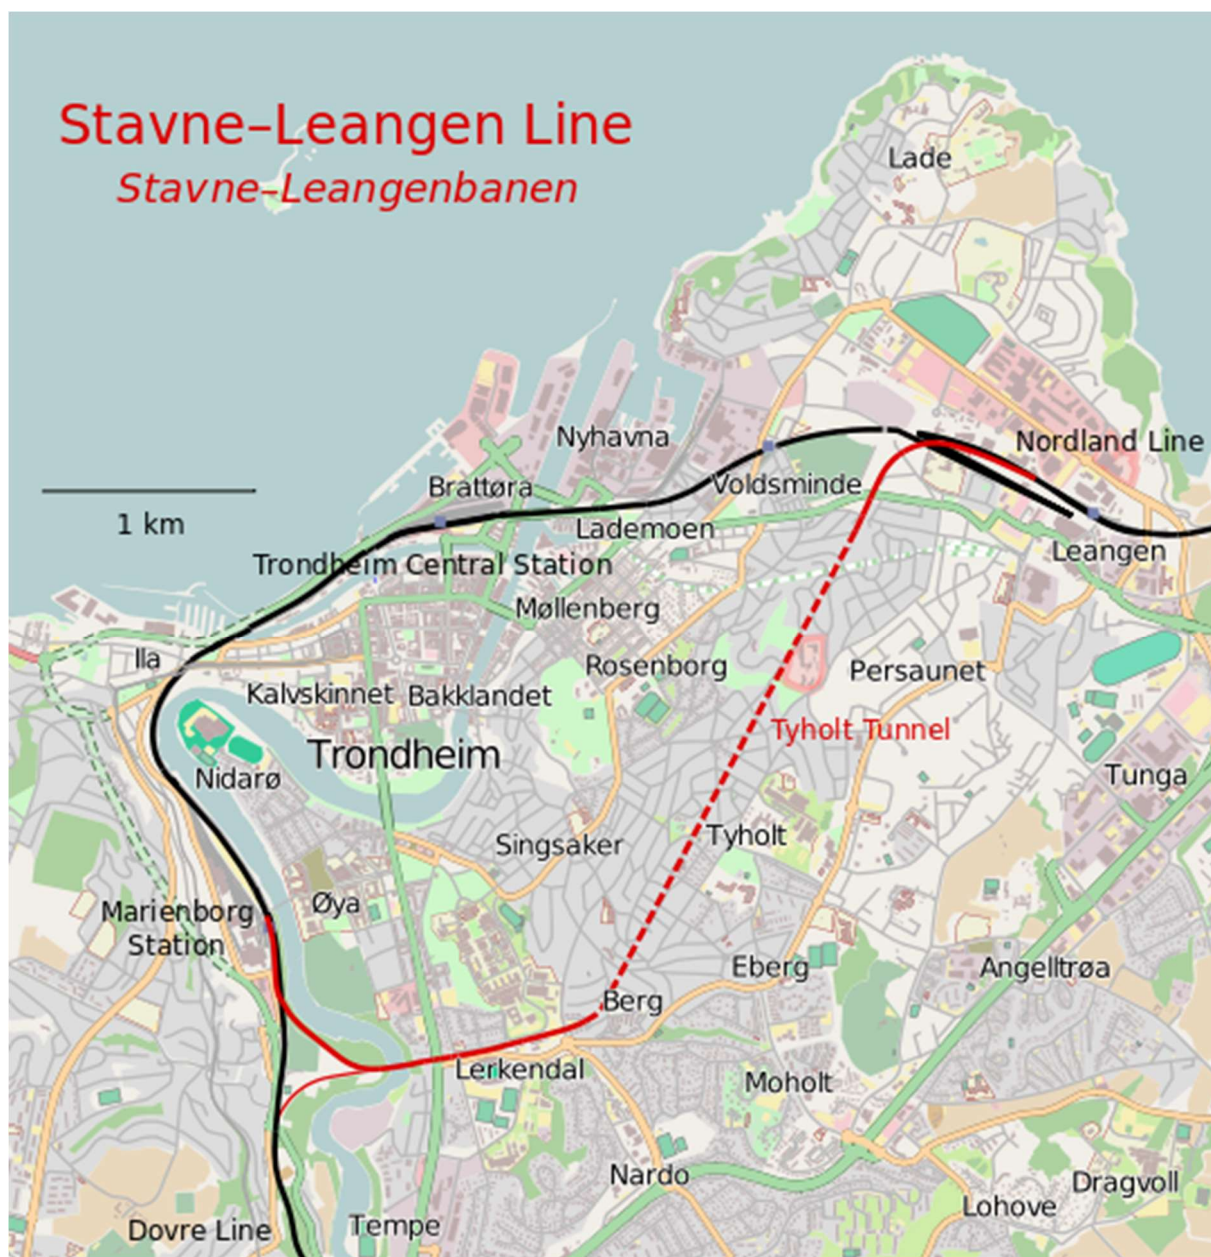 Stavne–Leangen Line
Stavne–Leangenbanen
Lade
Nyhavna
Nordland Line
Brattøra
Voldsminde
1 km
Lademoen
Leangen
Trondheim Central Station
Møllenberg
Ila
Rosenborg
Persaunet
Kalvskinnet
Bakklandet
Tyholt Tunnel
Trondheim
Nidarø
Tunga
Tyholt
Singsaker
Øya
Marienborg
Station
Eberg
Angelltrøa
Berg
Lerkendal
Moholt
Nardo
Dragvoll
Lohove
Dovre Line
Tempe